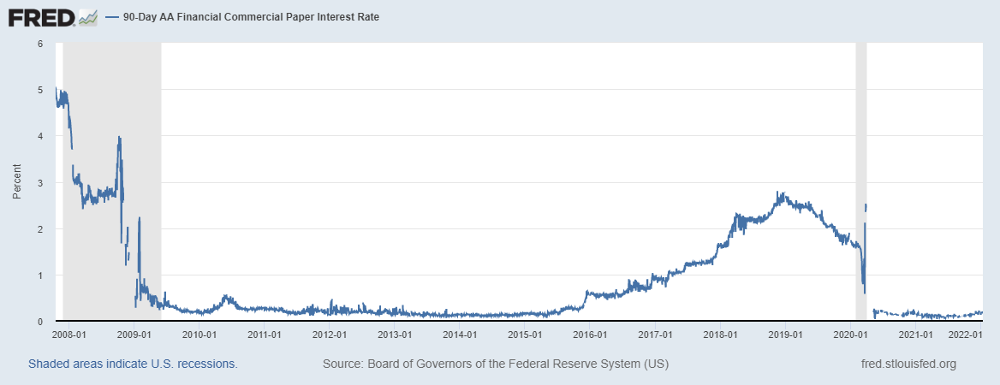 FRED
90-Day AA Financial Commercial Paper Interest Rate
Percent
6
5
4
3
2
1
0
2008-01 2009-01 2010-01 2011-01 2012-01 2013-01 2014-01 2015-01 2016-01 2017-01 2018-01 2019-01 2020-01 2021-01 2022-01
Shaded areas indicate U.S. recessions. Source: Board of Governors of the Federal Reserve System (US) fred.stlouisfed.org